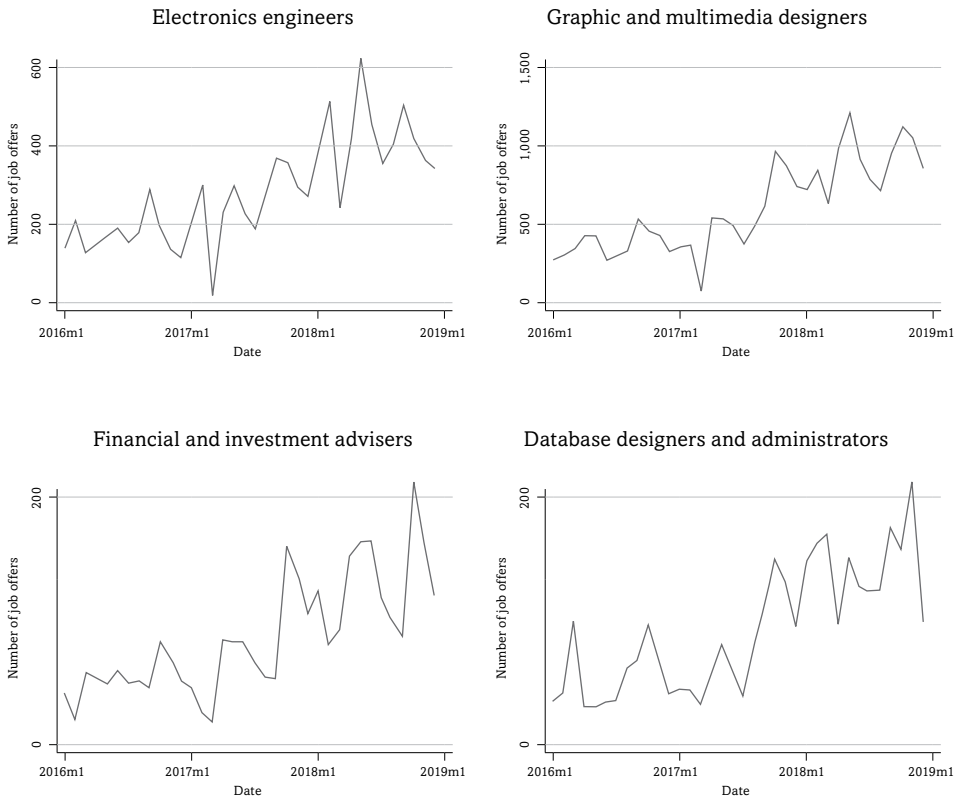 Electronics engineers
Number of job offers
600
400
200
0
2016m1 2017m1 2018m1 2019m1
Date
Graphic and multimedia designers
Number of job offers
1,500
1,000
500
0
2016m1 2017m1 2018m1 2019m1
Date
Financial and investment advisers
Number of job offers
200
0
2016m1 2017m1 2018m1 2019m1
Date
Database designers and administrators
Number of job offers
200
0
2016m1 2017m1 2018m1 2019m1
Date